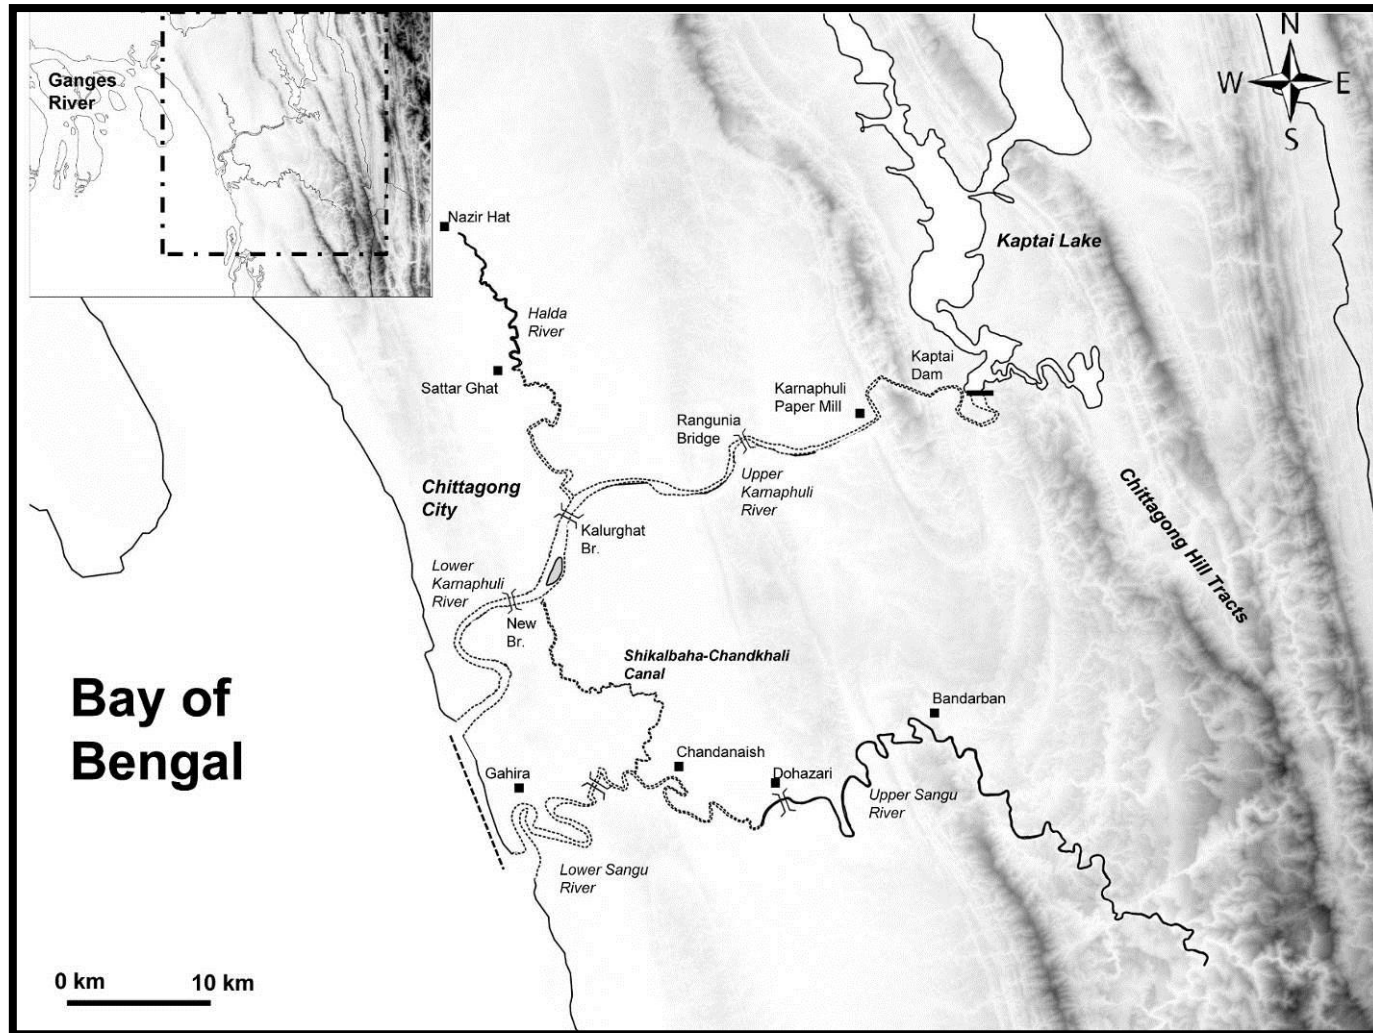 Ganges
River
N
W
E
S
Nazir Hat
Kaptai Lake
Halda
River
Sattar Ghat
Kaptai
Dam
Karnaphuli
Paper Mill
Rangunia
Bridge
Upper
Karnaphuli
River
Chittagong
City
Chittagong Hill Tracts
Kalurghat
Br.
Lower
Karnaphuli
River
New
Br.
Shikalbaha-Chandkhali
Canal
Bay of
Bengal
Bandarban
Chandanaish
Dohazari
Gahira
Upper Sangu
River
Lower Sangu
River
0 km
10 km